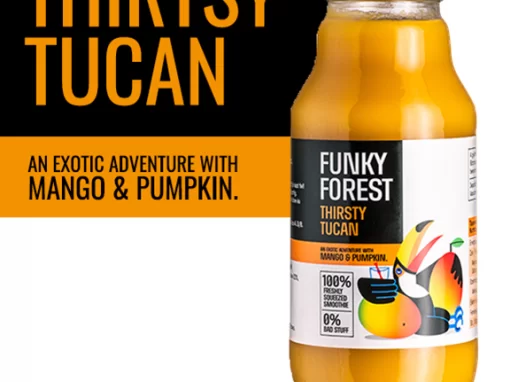 THIRTSY
TUCAN
AN EXOTIC ADVENTURE WITH
MANGO & PUMPKIN.
FUNKY
FOREST
THIRSTY
TUCAN
AN EXOTIC ADVENTURE WITH
MANGO & PUMPKIN.
100%
FRESHLY
SQUEEZED
SMOOTHIE
0%
BAD STUFF